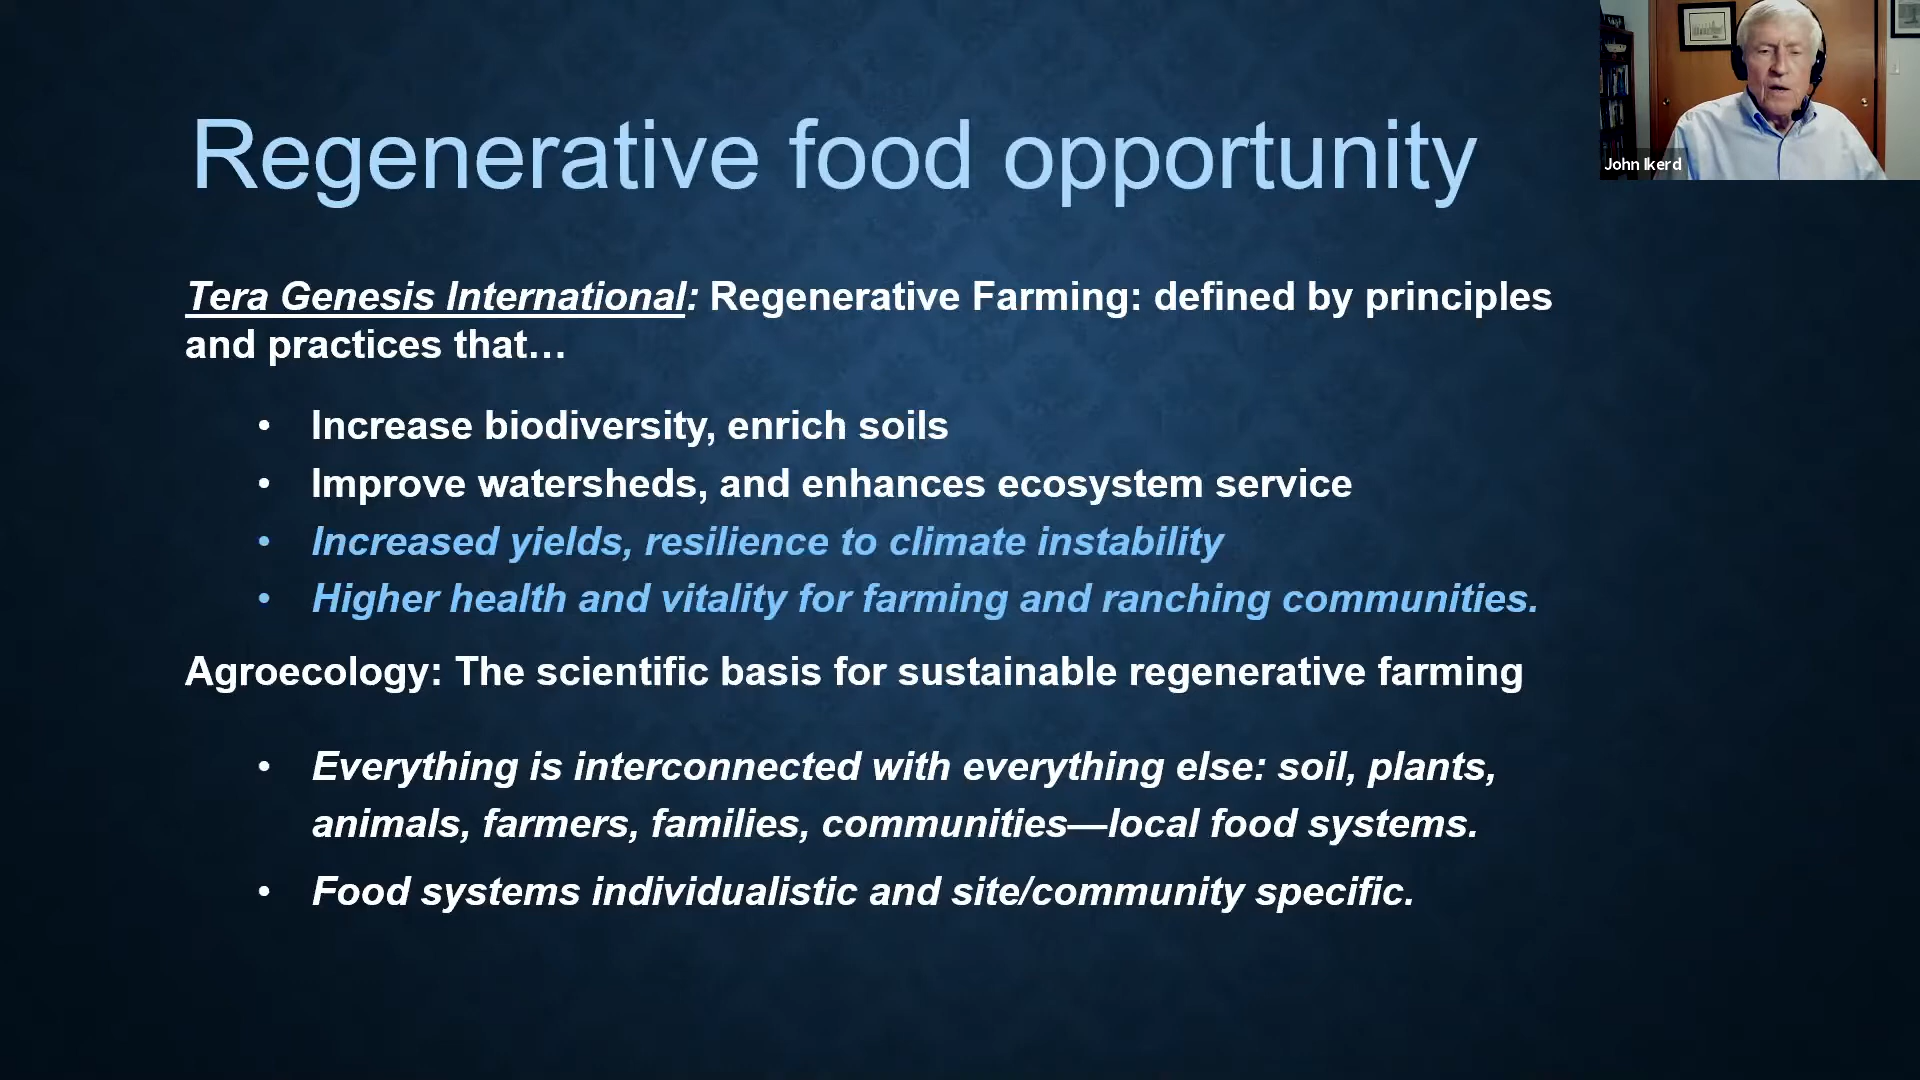 Regenerative food opportunity
John Ikerd
Tera Genesis International: Regenerative Farming: defined by principles
and practices that…
• Increase biodiversity, enrich soils
• Improve watersheds, and enhances ecosystem service
• Increased yields, resilience to climate instability
• Higher health and vitality for farming and ranching communities.
Agroecology: The scientific basis for sustainable regenerative farming
• Everything is interconnected with everything else: soil, plants,
animals, farmers, families, communities—local food systems.
• Food systems individualistic and site/community specific.